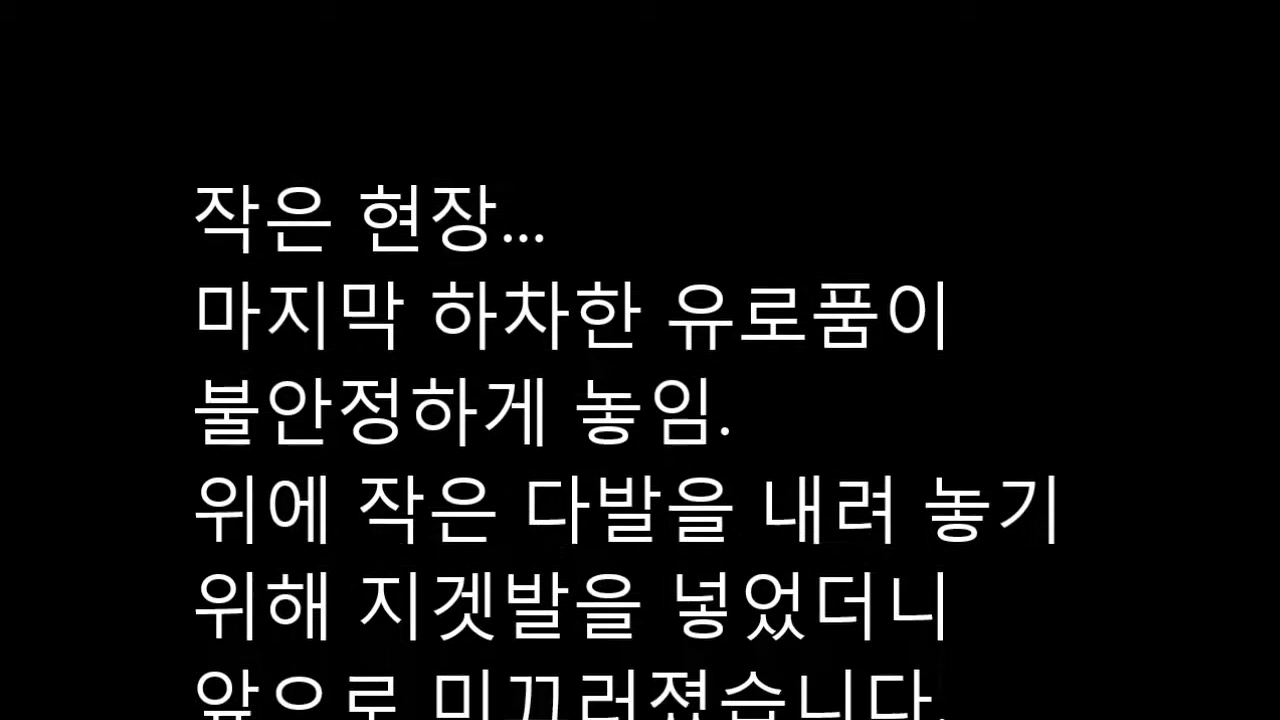 작은 현장...
마지막 하차한 유로폼이
불안정하게 놓임.
위에 작은 다발을 내려 놓기
위해 지겟발을 넣었더니
앞으로 미끄러졌습니다.